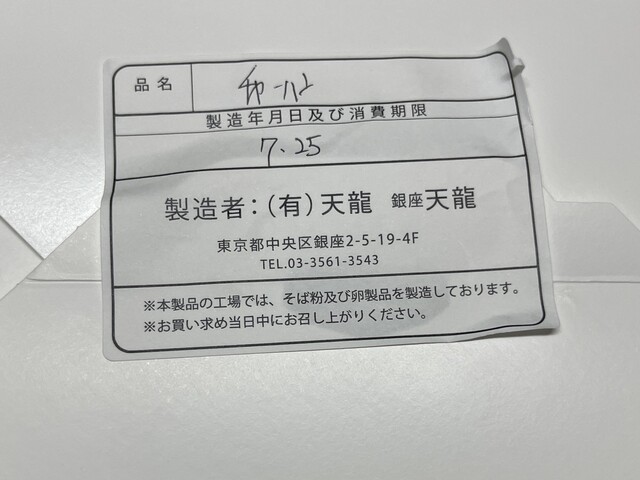 品名
製造年月日及び消費期限
7.25
製造者:(有)天龍 銀座天龍
東京都中央区銀座2-5-19-4F
TEL.03-3561-3543
※本製品の工場では、そば粉及び卵製品を製造しております。
※お買い求め当日中にお召し上がりください。